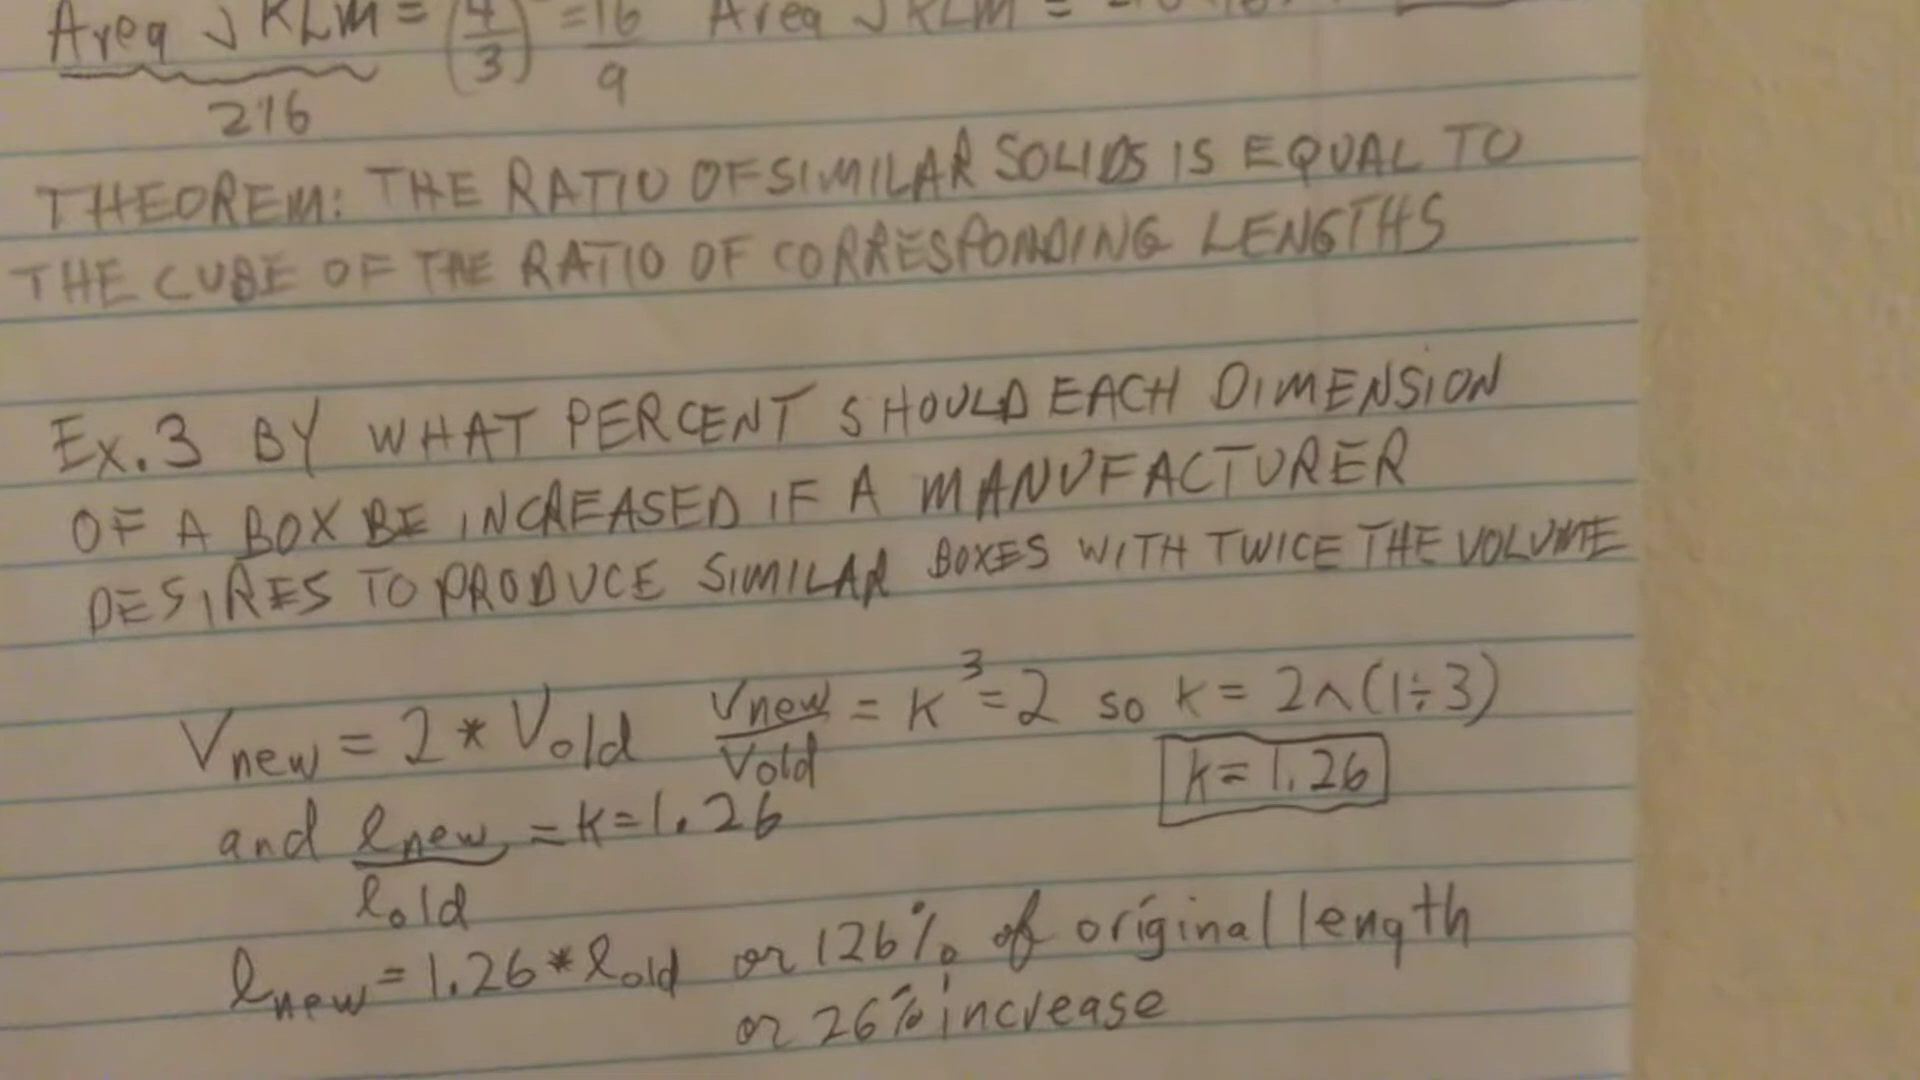 Area JKLM = (4/3) = 16/9 Area JKLM =
216
THEOREM: THE RATIO OF SIMILAR SOLIDS IS EQUAL TO
THE CUBE OF THE RATIO OF CORRESPONDING LENGTHS
Ex. 3 BY WHAT PERCENT SHOULD EACH DIMENSION
OF A BOX BE INCREASED IF A MANUFACTURER
DESIRES TO PRODUCE SIMILAR BOXES WITH TWICE THE VOLUME
Vnew = 2 * Vold Vnew/Vold = K³ = 2 so K = 2^(1÷3)
k = 1.26
and ℓnew/ℓold = K = 1.26
ℓnew = 1.26 * ℓold or 126% of original length
or 26% increase